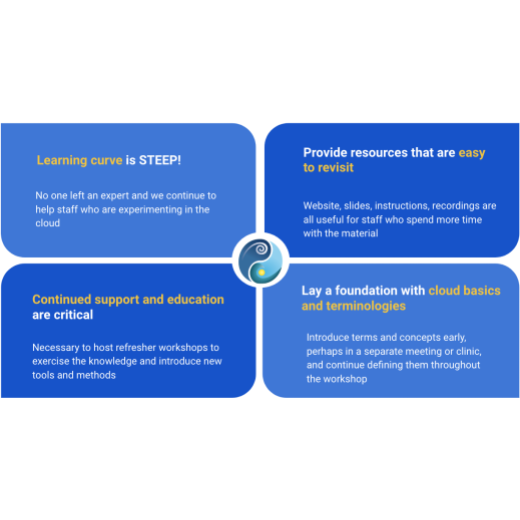 Learning curve is STEEP!
No one left an expert and we continue to
help staff who are experimenting in the
cloud
Provide resources that are easy
to revisit
Website, slides, instructions, recordings are
all useful for staff who spend more time
with the material
Continued support and education
are critical
Necessary to host refresher workshops to
exercise the knowledge and introduce new
tools and methods
Lay a foundation with cloud basics
and terminologies
Introduce terms and concepts early,
perhaps in a separate meeting or clinic,
and continue defining them throughout
the workshop